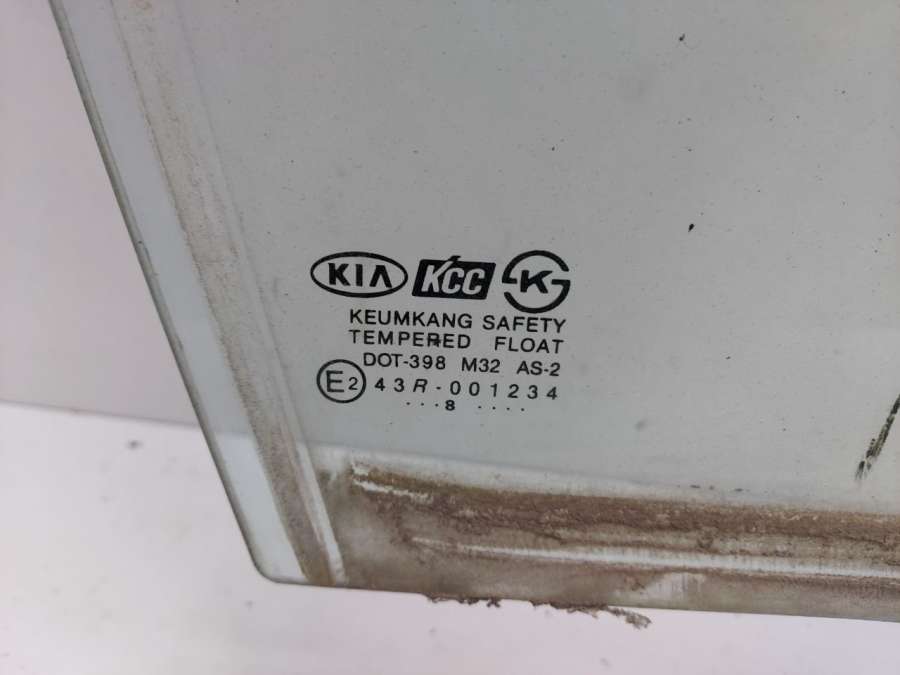 KIA KCC K
KEUMKANG SAFETY
TEMPERED FLOAT
DOT-398 M32 AS-2
E2 43R-001234
...8 ....